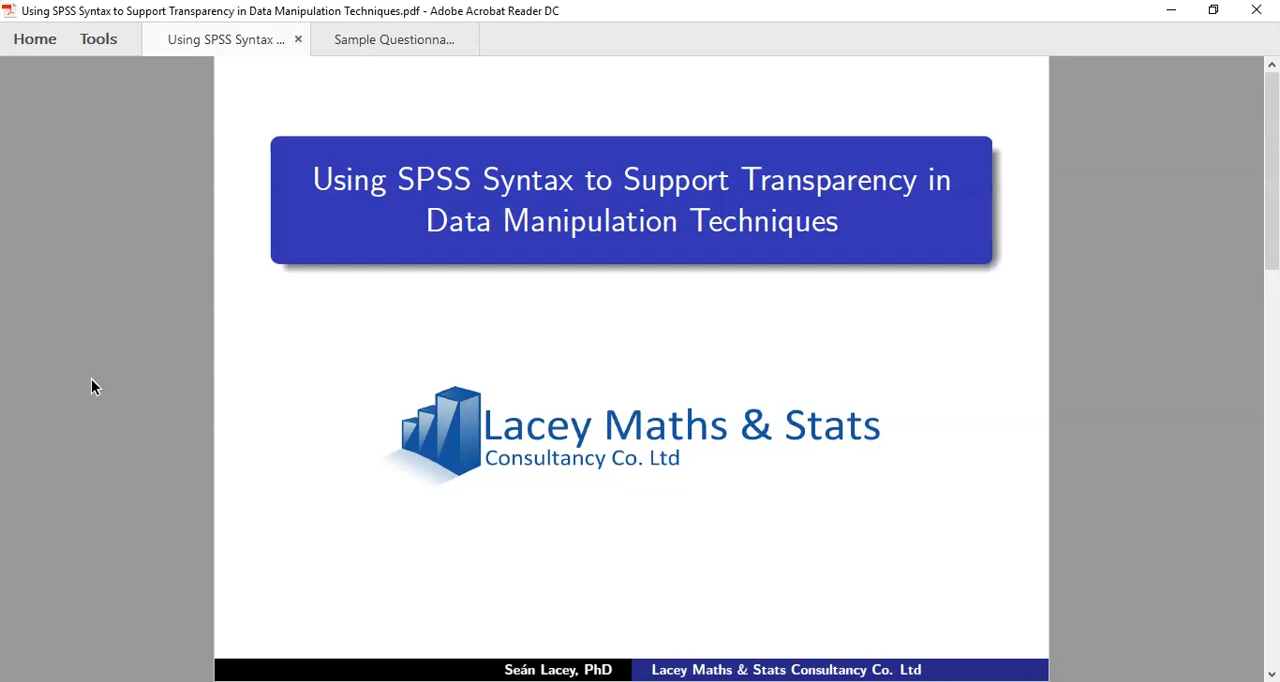 Using SPSS Syntax to Support Transparency in Data Manipulation Techniques.pdf - Adobe Acrobat Reader DC
Home Tools Using SPSS Syntax ... × Sample Questionna...
Using SPSS Syntax to Support Transparency in
Data Manipulation Techniques
Lacey Maths & Stats
Consultancy Co. Ltd
Seán Lacey, PhD Lacey Maths & Stats Consultancy Co. Ltd